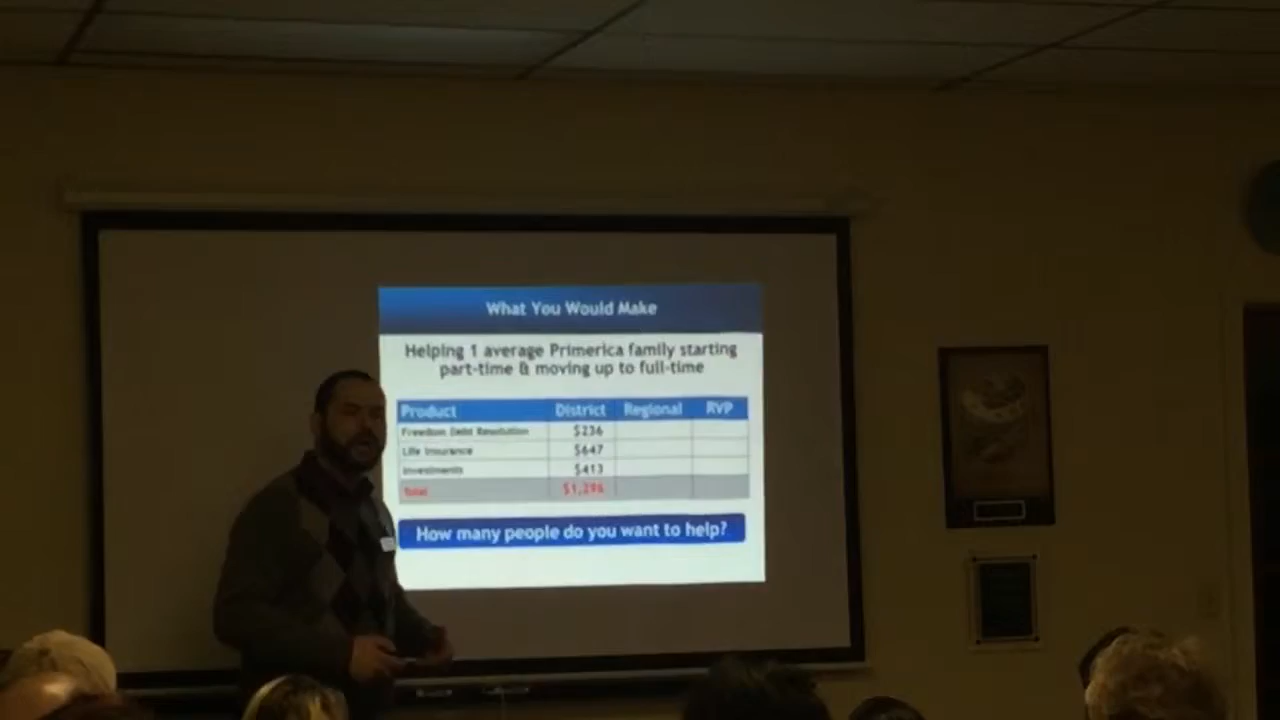 What You Would Make
Helping 1 average Primerica family starting
part-time & moving up to full-time
Product District Regional RVP
Freedom Debt Resolution $236
Life Insurance $647
Investments $413
Total $1,296
How many people do you want to help?